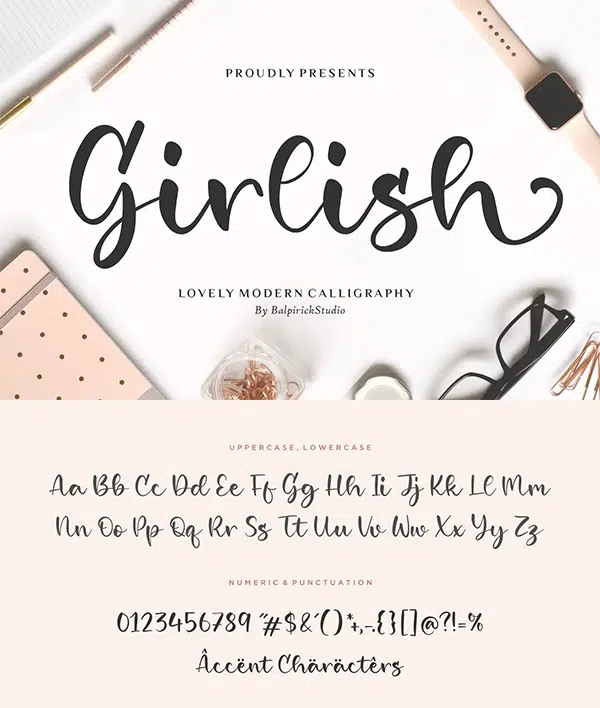 PROUDLY PRESENTS
Girlish
LOVELY MODERN CALLIGRAPHY
By BalpirickStudio
UPPERCASE, LOWERCASE
Aa Bb Cc Dd Ee Ff Gg Hh Ii Jj Kk Ll Mm
Nn Oo Pp Qq Rr Ss Tt Uu Vv Ww Xx Yy Zz
NUMERIC & PUNCTUATION
0123456789 "#$&'()*+,-.{}[]@?!=%
Âccënt Chäräctêrs